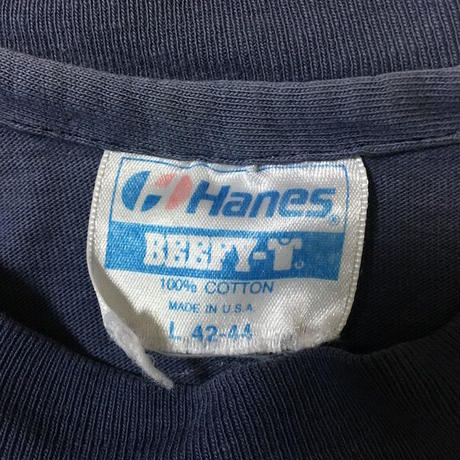 Hanes®
BEEFY-T®
100% COTTON
MADE IN U.S.A.
L 42-44